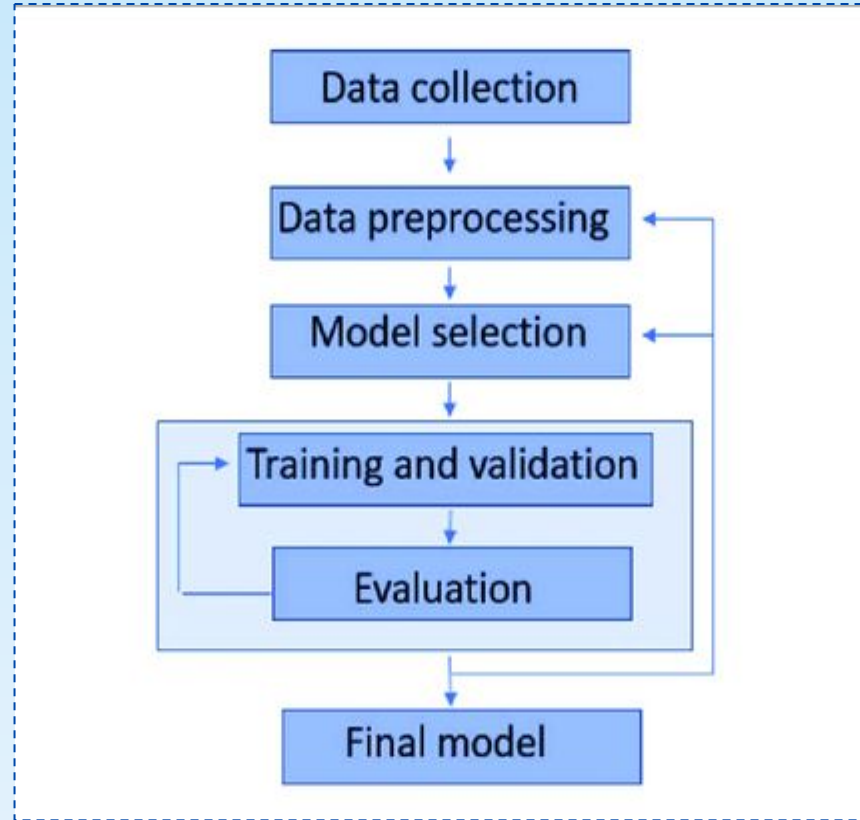 Data collection
Data preprocessing
Model selection
Training and validation
Evaluation
Final model